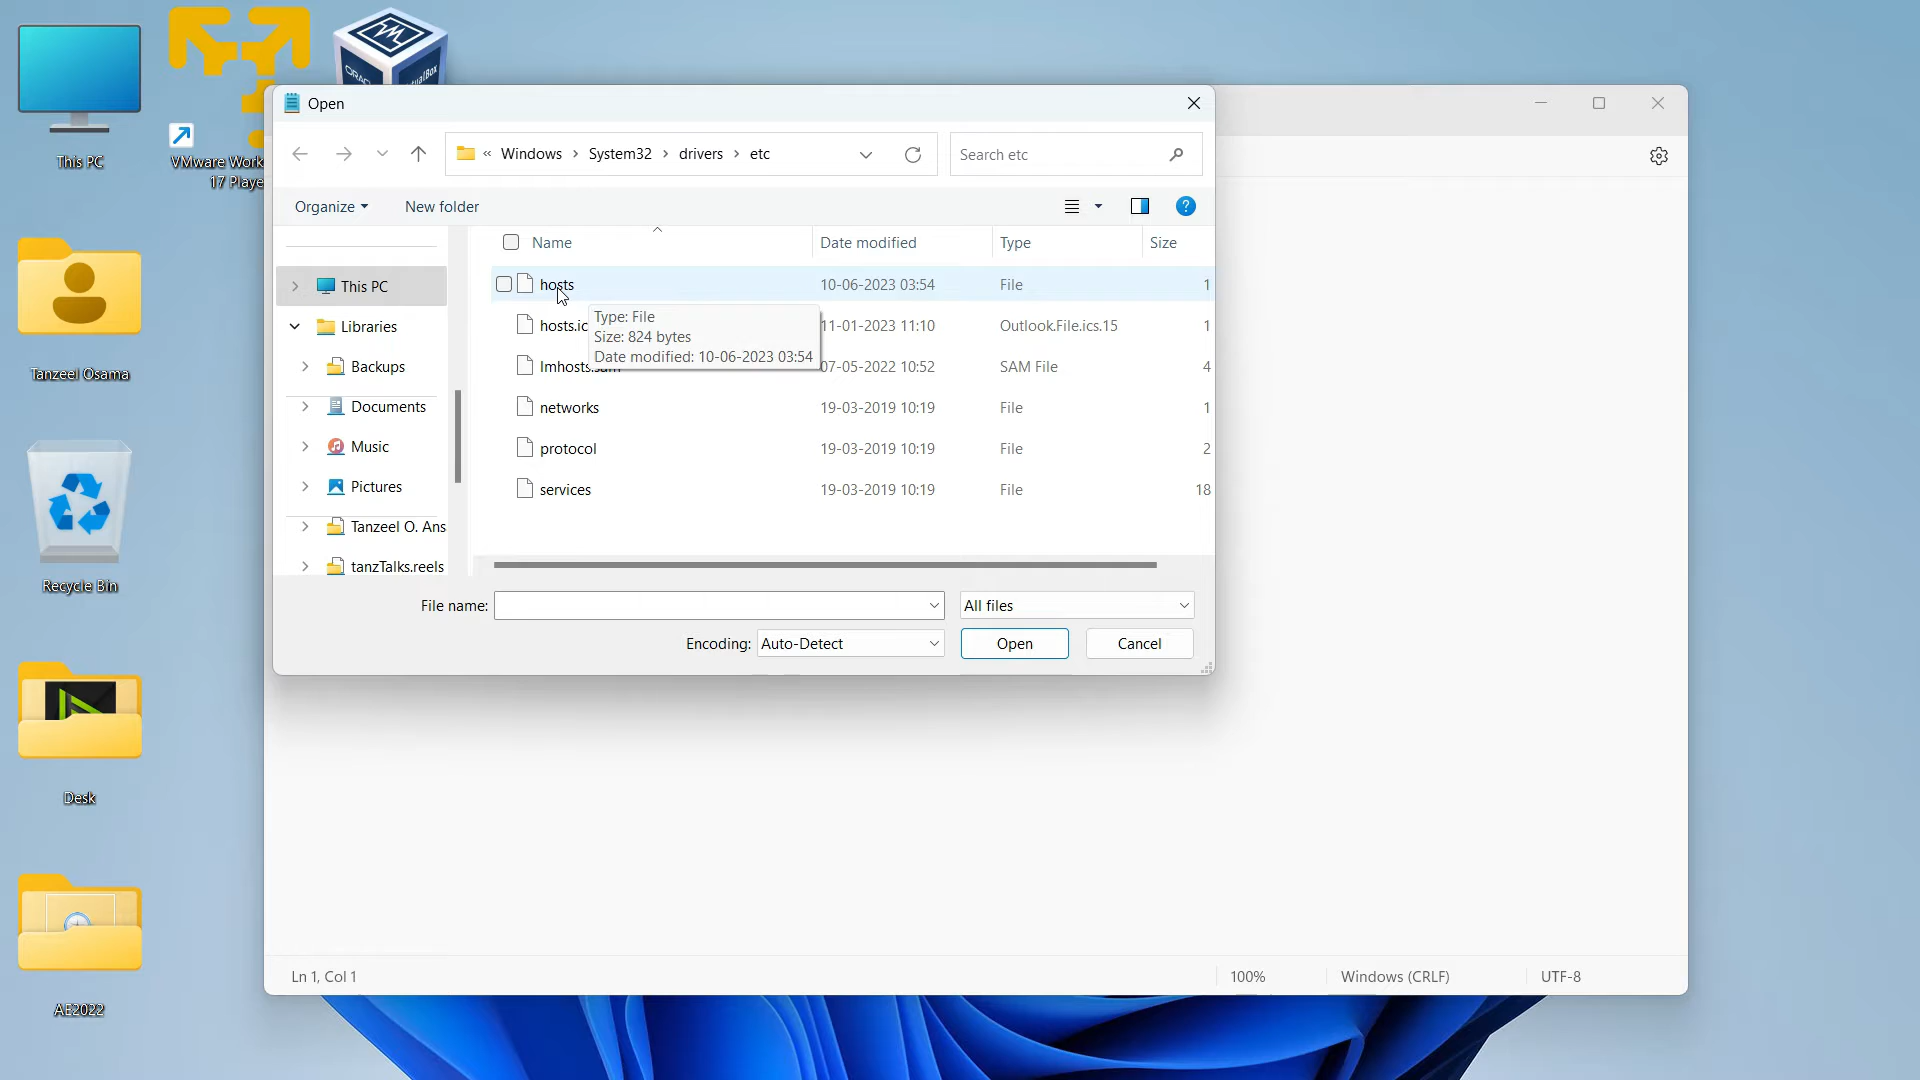 This PC
VMware Work
17 Playe
ORACLE
VirtualBox
Tanzeel Osama
Recycle Bin
Desk
AE2022
Open
« Windows › System32 › drivers › etc
Search etc
Organize
New folder
?
Name
Date modified
Type
Size
This PC
Libraries
Backups
Documents
Music
Pictures
Tanzeel O. Ans
tanzTalks.reels
hosts 10-06-2023 03:54 File 1
hosts.ic 11-01-2023 11:10 Outlook.File.ics.15 1
lmhosts.sam 07-05-2022 10:52 SAM File 4
networks 19-03-2019 10:19 File 1
protocol 19-03-2019 10:19 File 2
services 19-03-2019 10:19 File 18
Type: File
Size: 824 bytes
Date modified: 10-06-2023 03:54
File name:
All files
Encoding: Auto-Detect
Open
Cancel
Ln 1, Col 1
100%
Windows (CRLF)
UTF-8